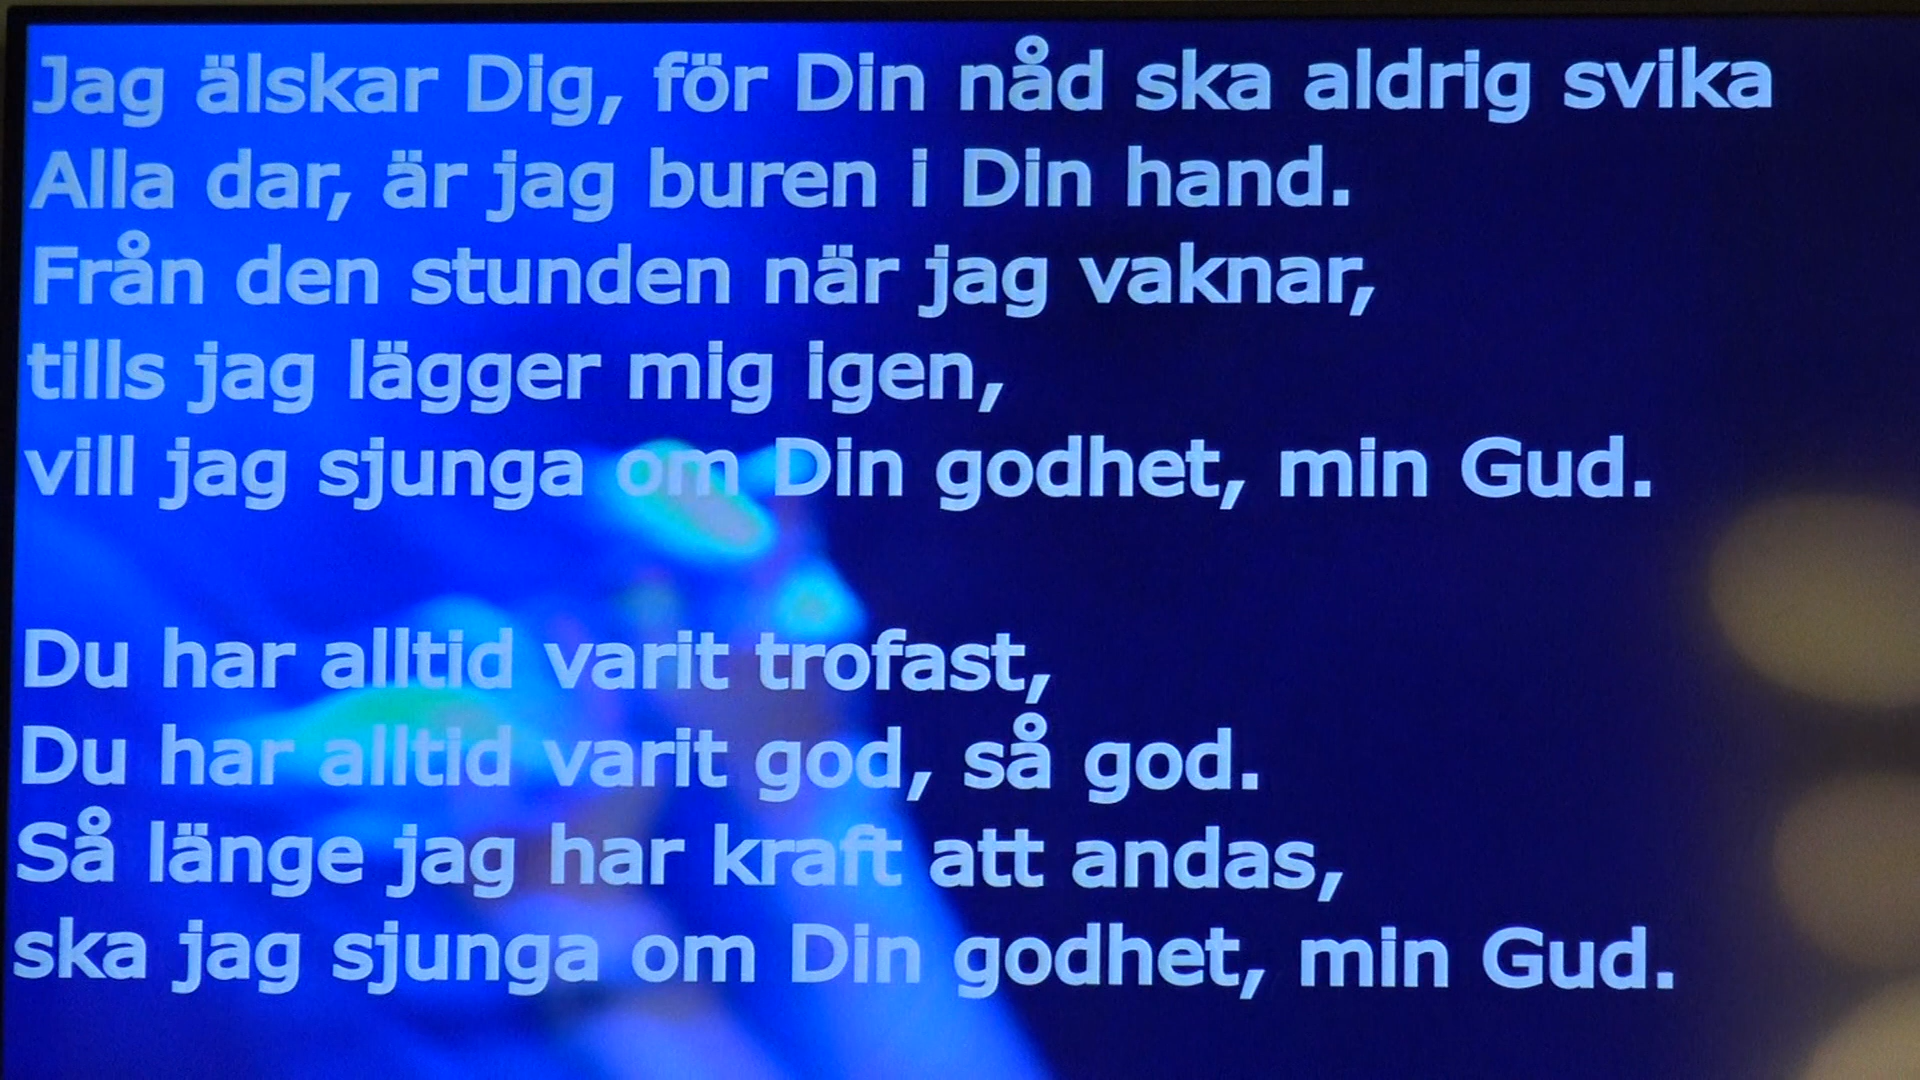 Jag älskar Dig, för Din nåd ska aldrig svika
Alla dar, är jag buren i Din hand.
Från den stunden när jag vaknar,
tills jag lägger mig igen,
vill jag sjunga om Din godhet, min Gud.
Du har alltid varit trofast,
Du har alltid varit god, så god.
Så länge jag har kraft att andas,
ska jag sjunga om Din godhet, min Gud.